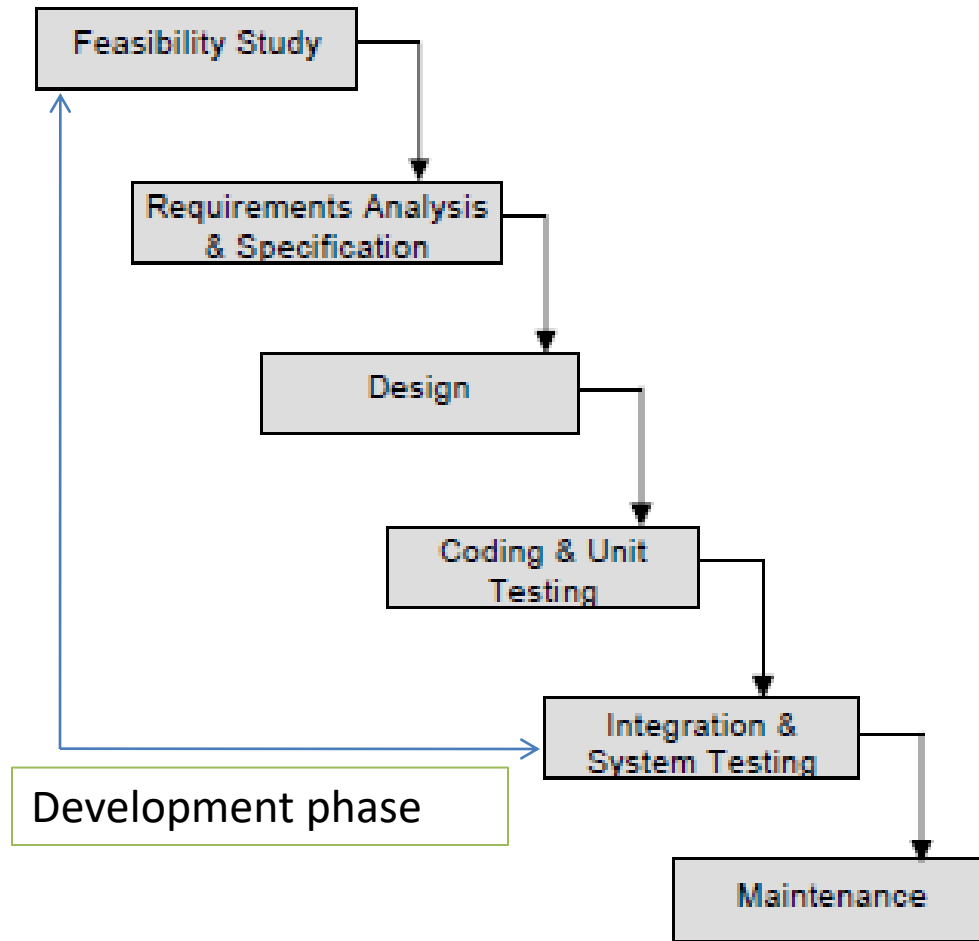 Feasibility Study
Requirements Analysis
& Specification
Design
Coding & Unit
Testing
Integration &
System Testing
Development phase
Maintenance